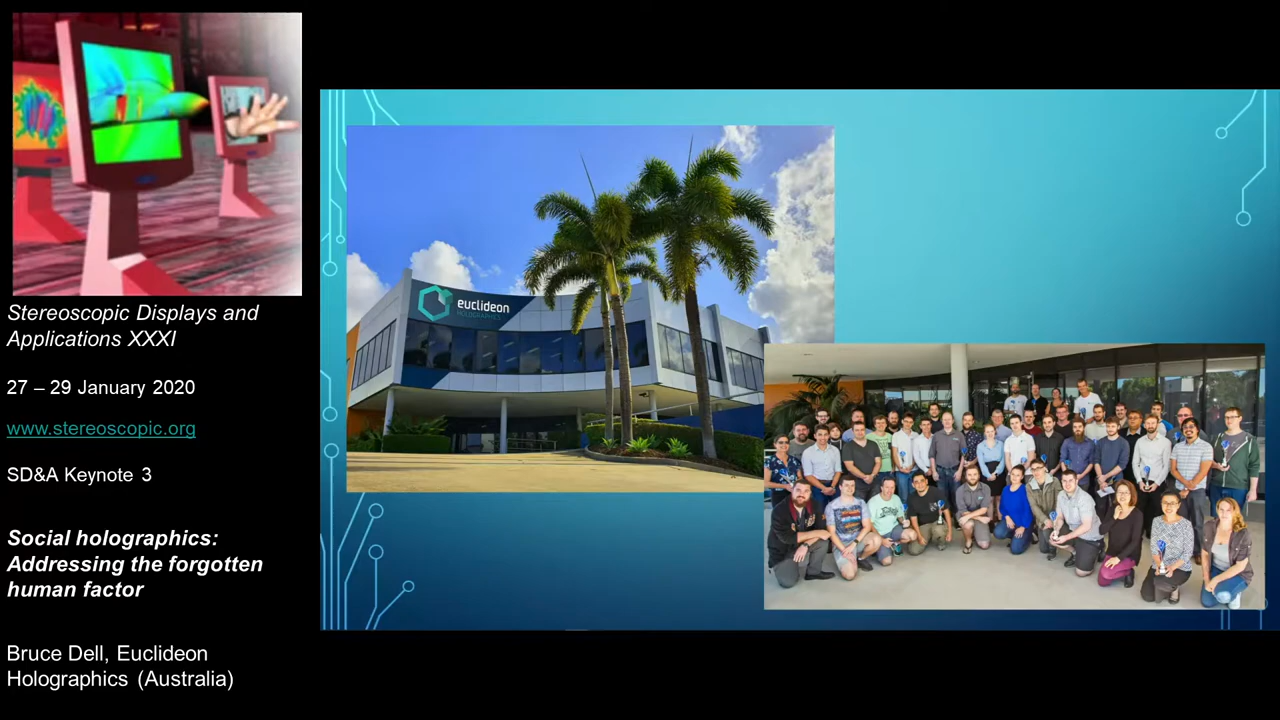 Stereoscopic Displays and
Applications XXXI
27 – 29 January 2020
www.stereoscopic.org
SD&A Keynote 3
Social holographics:
Addressing the forgotten
human factor
Bruce Dell, Euclideon
Holographics (Australia)
euclideon
HOLOGRAPHICS